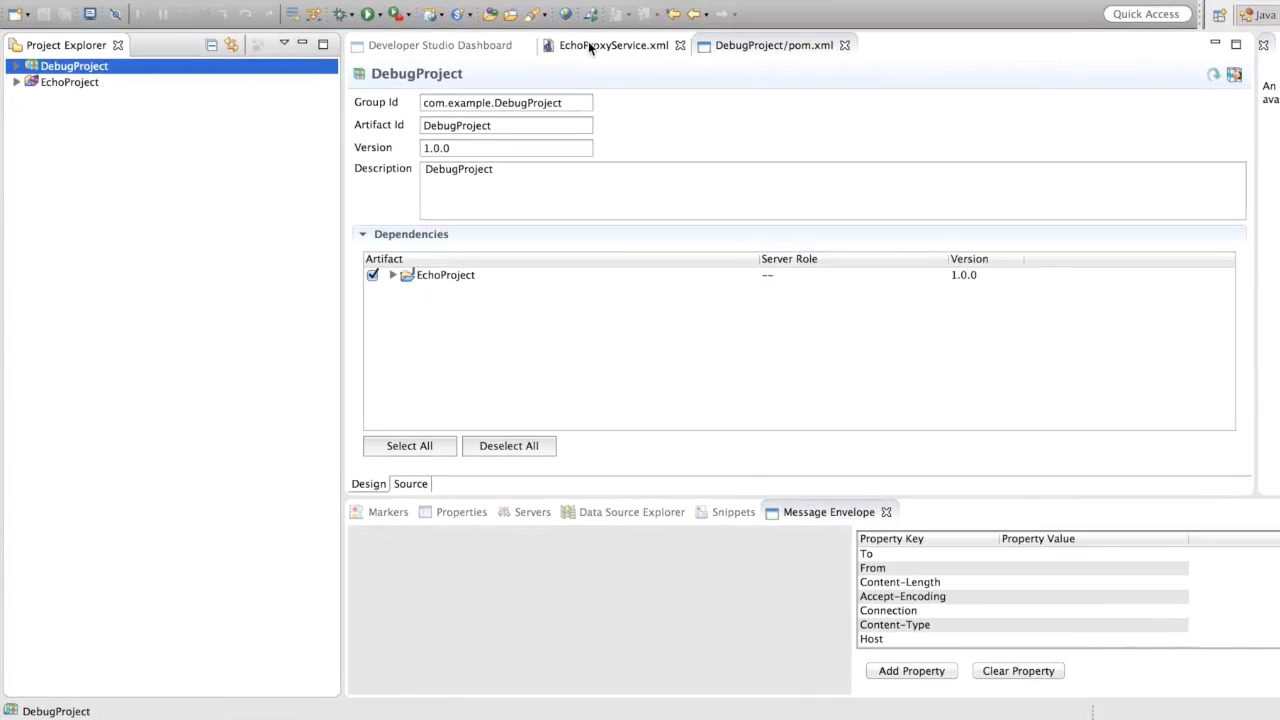 Quick Access
Java
Project Explorer
Developer Studio Dashboard
EchoProxyService.xml
DebugProject/pom.xml
DebugProject
EchoProject
DebugProject
An
ava
Group Id
com.example.DebugProject
Artifact Id
DebugProject
Version
1.0.0
Description
DebugProject
Dependencies
Artifact
Server Role
Version
EchoProject
--
1.0.0
Select All
Deselect All
Design
Source
Markers
Properties
Servers
Data Source Explorer
Snippets
Message Envelope
Property Key
Property Value
To
From
Content-Length
Accept-Encoding
Connection
Content-Type
Host
Add Property
Clear Property
DebugProject